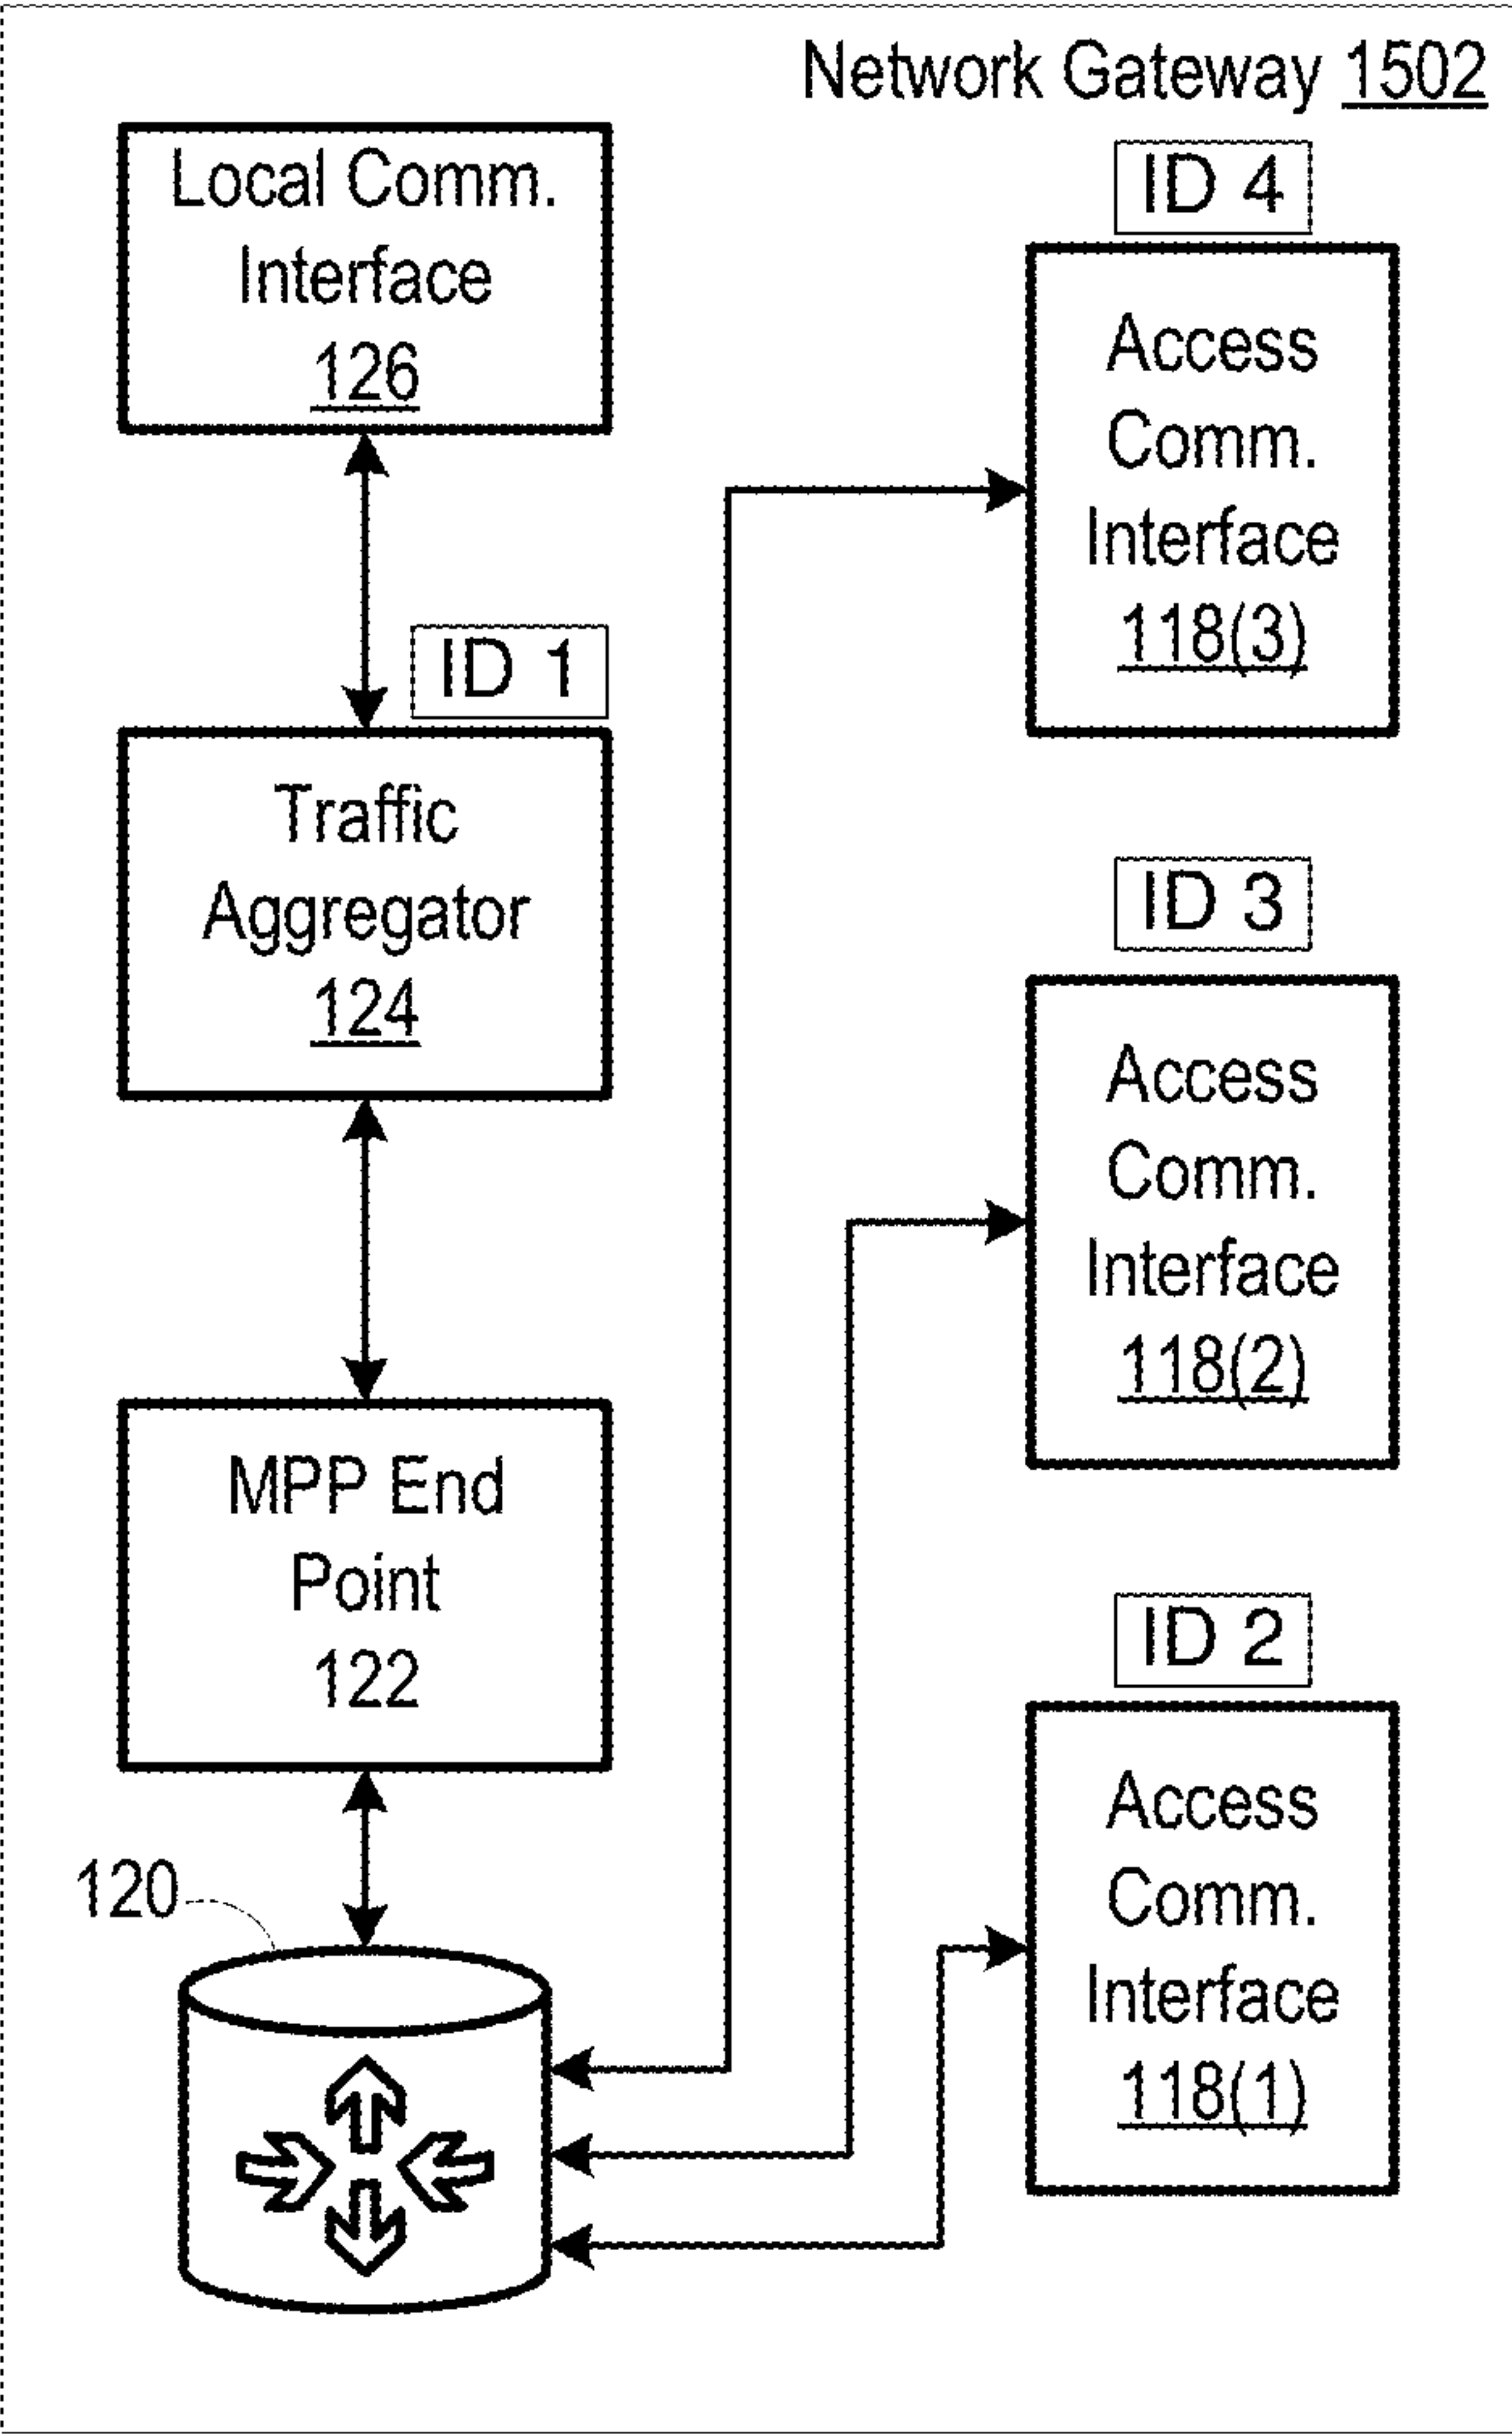 Network Gateway 1502
Local Comm.
Interface
126
ID 1
Traffic
Aggregator
124
MPP End
Point
122
120
ID 4
Access
Comm.
Interface
118(3)
ID 3
Access
Comm.
Interface
118(2)
ID 2
Access
Comm.
Interface
118(1)